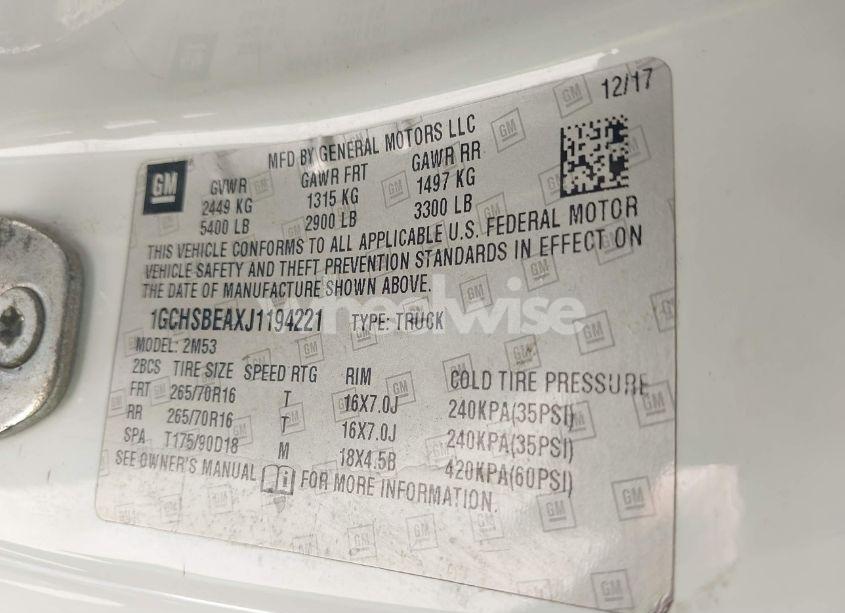 12/17
GM
MFD BY GENERAL MOTORS LLC
GVWR GAWR FRT GAWR RR
2449 KG 1315 KG 1497 KG
5400 LB 2900 LB 3300 LB
THIS VEHICLE CONFORMS TO ALL APPLICABLE U.S. FEDERAL MOTOR
VEHICLE SAFETY AND THEFT PREVENTION STANDARDS IN EFFECT ON
THE DATE OF MANUFACTURE SHOWN ABOVE.
wheelwise
1GCHSBEAXJ1194221 TYPE: TRUCK
MODEL: 2M53
2BCS TIRE SIZE SPEED RTG RIM COLD TIRE PRESSURE
FRT 265/70R16 T 16X7.0J 240KPA(35PSI)
RR 265/70R16 T 16X7.0J 240KPA(35PSI)
SPA T175/90D18 M 18X4.5B 420KPA(60PSI)
SEE OWNER'S MANUAL FOR MORE INFORMATION.